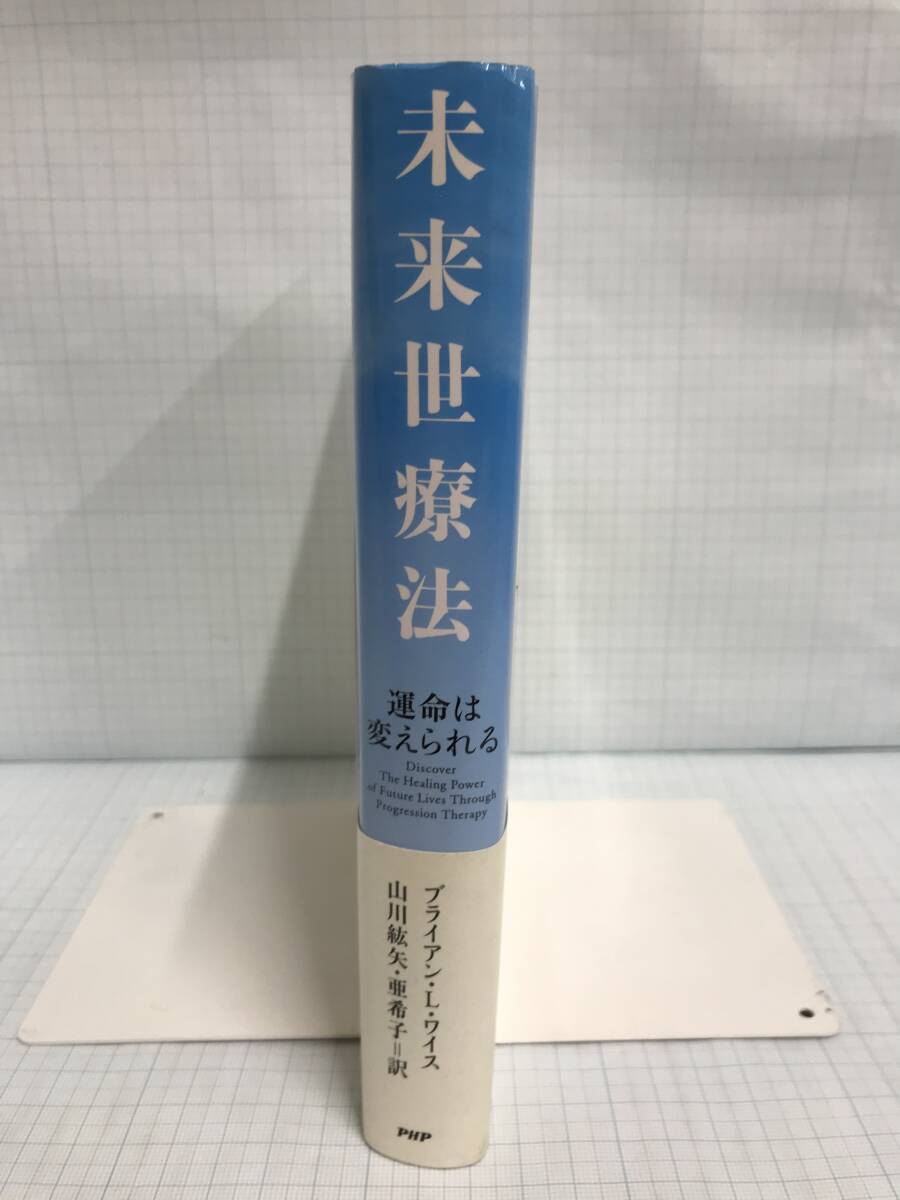 未来世療法
運命は
変えられる
Discover
The Healing Power
of Future Lives Through
Progression Therapy
ブライアン・L・ワイス
山川紘矢・亜希子=訳
PHP